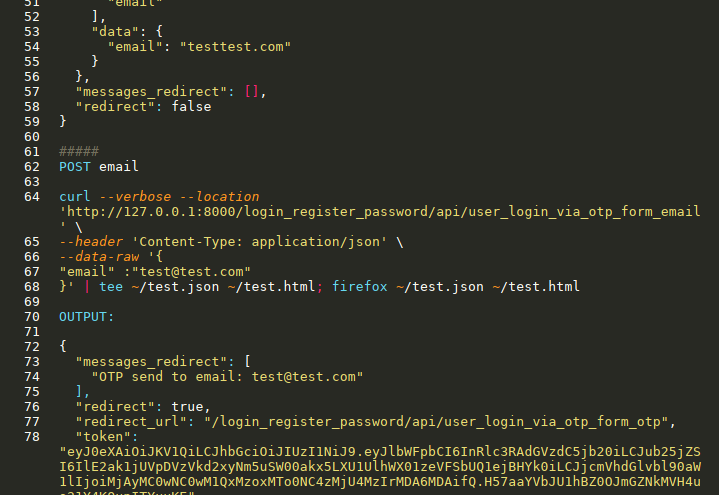 51 "email"
52 ],
53 "data": {
54 "email": "testtest.com"
55 }
56 },
57 "messages_redirect": [],
58 "redirect": false
59 }
60
61 #####
62 POST email
63
64 curl --verbose --location
'http://127.0.0.1:8000/login_register_password/api/user_login_via_otp_form_email
' \
65 --header 'Content-Type: application/json' \
66 --data-raw '{
67 "email" :"test@test.com"
68 }' | tee ~/test.json ~/test.html; firefox ~/test.json ~/test.html
69
70 OUTPUT:
71
72 {
73 "messages_redirect": [
74 "OTP send to email: test@test.com"
75 ],
76 "redirect": true,
77 "redirect_url": "/login_register_password/api/user_login_via_otp_form_otp",
78 "token":
"eyJ0eXAiOiJKV1QiLCJhbGciOiJIUzI1NiJ9.eyJlbWFpbCI6InRlc3RAdGVzdC5jb20iLCJub25jZS
I6IlE2ak1jUVpDVzVkd2xyNm5uSW00akx5LXU1UlhWX01zeVFSbUQ1ejBHYk0iLCJjcmVhdGlvbl90aW
1lIjoiMjAyMC0wNC0wM1QxMzoxMTo0NC4zMjU4MzIrMDA6MDAifQ.H57aaYVbJU1hBZ0OJmGZNkMVH4u